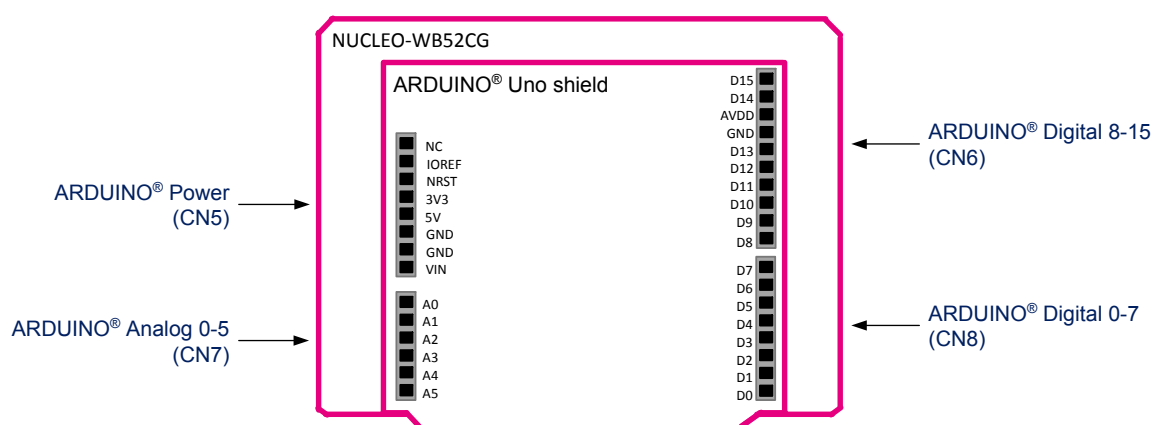 NUCLEO-WB52CG
ARDUINO® Uno shield
ARDUINO® Power
(CN5)
NC
IOREF
NRST
3V3
5V
GND
GND
VIN
ARDUINO® Analog 0-5
(CN7)
A0
A1
A2
A3
A4
A5
D15
D14
AVDD
GND
D13
D12
D11
D10
D9
D8
ARDUINO® Digital 8-15
(CN6)
D7
D6
D5
D4
D3
D2
D1
D0
ARDUINO® Digital 0-7
(CN8)